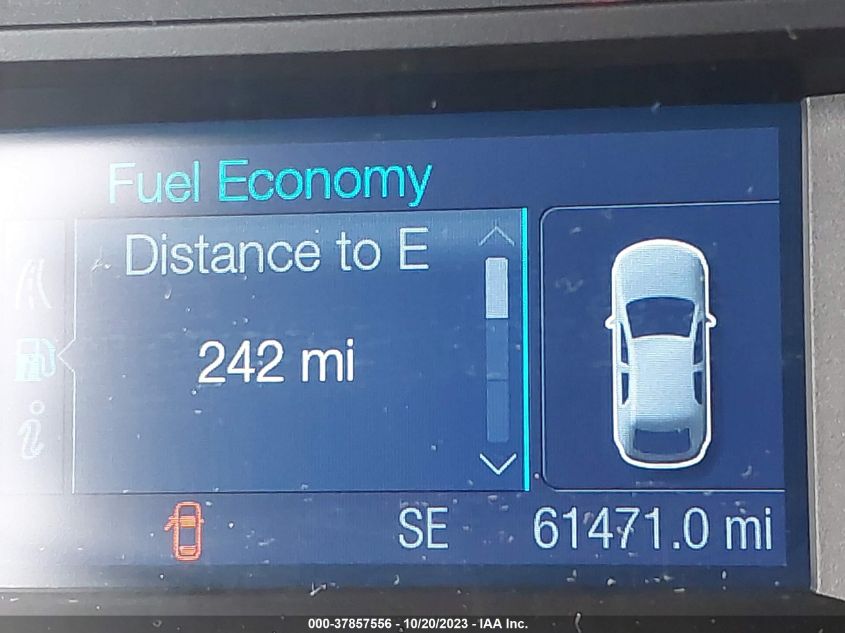 Fuel Economy
Distance to E
242 mi
SE 61471.0 mi
000-37857556 - 10/20/2023 - IAA Inc.